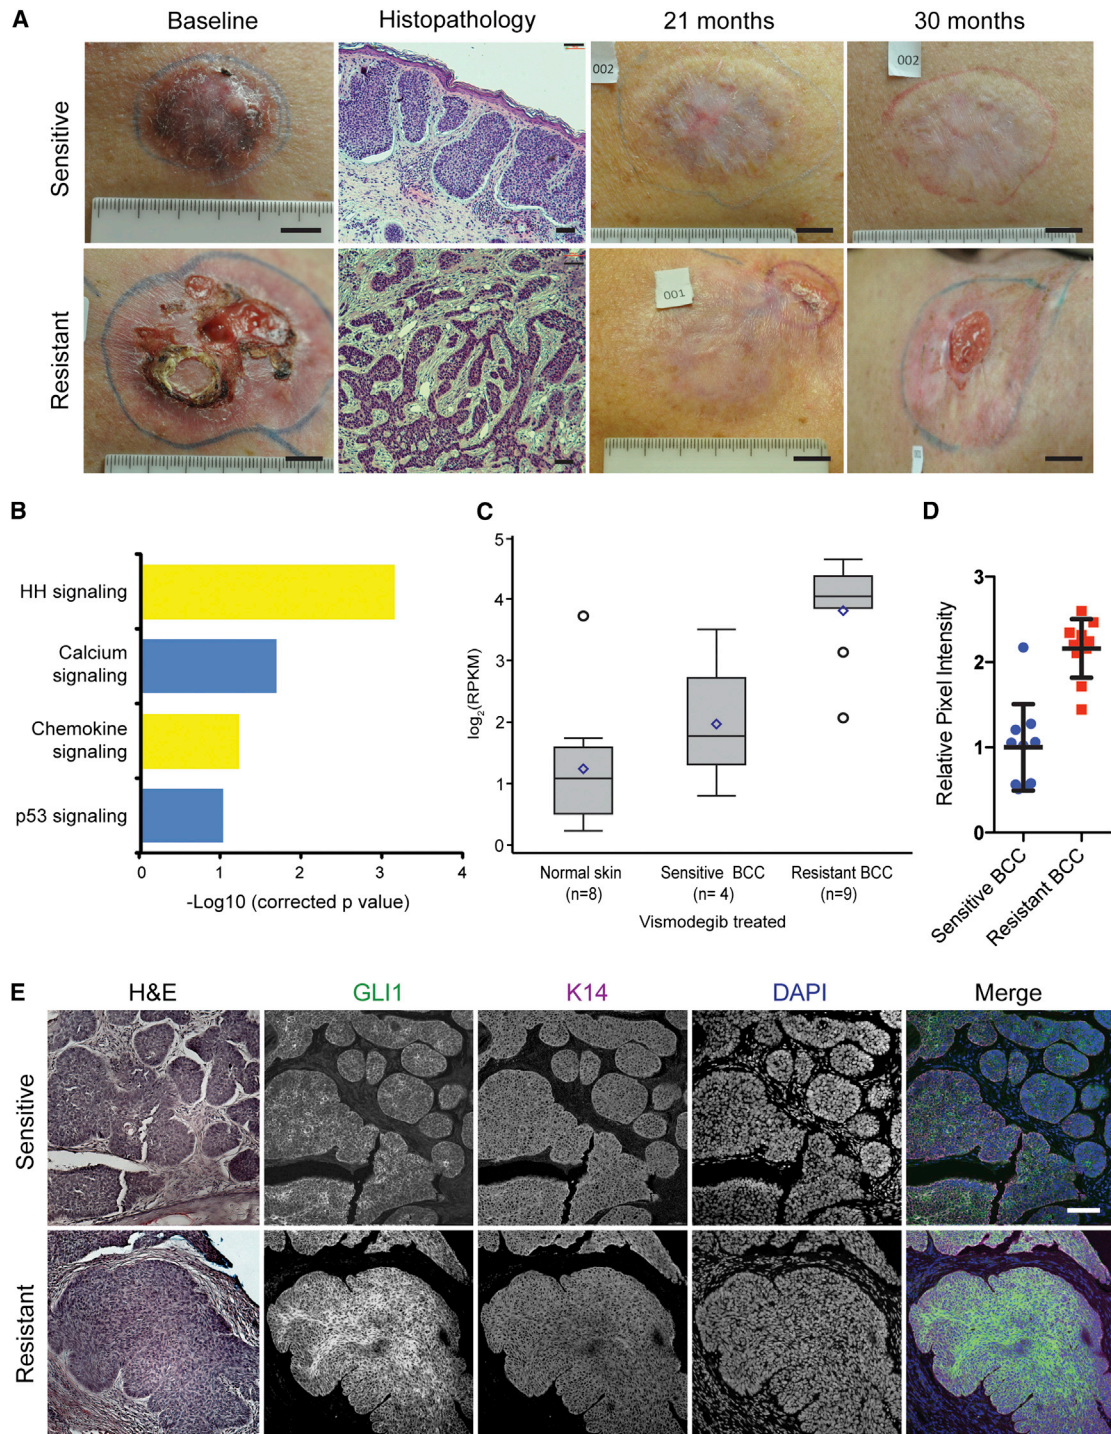 A
Baseline
Histopathology
21 months
30 months
Sensitive
002
002
Resistant
001
B
HH signaling
Calcium
signaling
Chemokine
signaling
p53 signaling
0
1
2
3
4
-Log10 (corrected p value)
C
5
4
3
2
1
0
log2(RPKM)
Normal skin
(n=8)
Sensitive BCC
(n= 4)
Resistant BCC
(n=9)
Vismodegib treated
D
3
2
1
0
Relative Pixel Intensity
Sensitive BCC
Resistant BCC
E
H&E
GLI1
K14
DAPI
Merge
Sensitive
Resistant